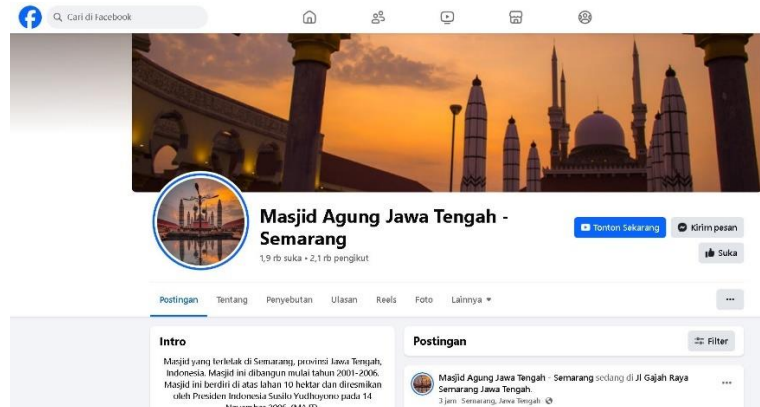 Cari di Facebook
Masjid Agung Jawa Tengah -
Semarang
1,9 rb suka • 2,1 rb pengikut
Tonton Sekarang
Kirim pesan
Suka
Postingan Tentang Penyebutan Ulasan Reels Foto Lainnya
Intro
Masjid yang terletak di Semarang, provinsi Jawa Tengah,
Indonesia. Masjid ini dibangun mulai tahun 2001-2006.
Masjid ini berdiri di atas lahan 10 hektar dan diresmikan
oleh Presiden Indonesia Susilo Yudhoyono pada 14
November 2006. (MAJT)
Postingan
Filter
Masjid Agung Jawa Tengah - Semarang sedang di Jl Gajah Raya
Semarang Jawa Tengah.
3 jam Semarang, Jawa Tengah